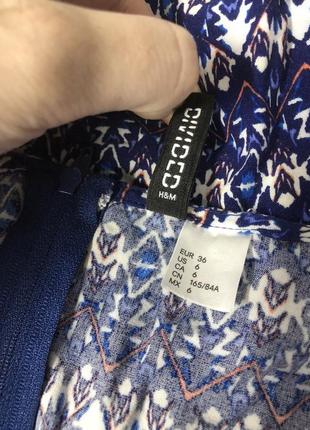 DIVIDED
H&M
EUR 36
US 6
CA 6
CN 165/84A
MX 6